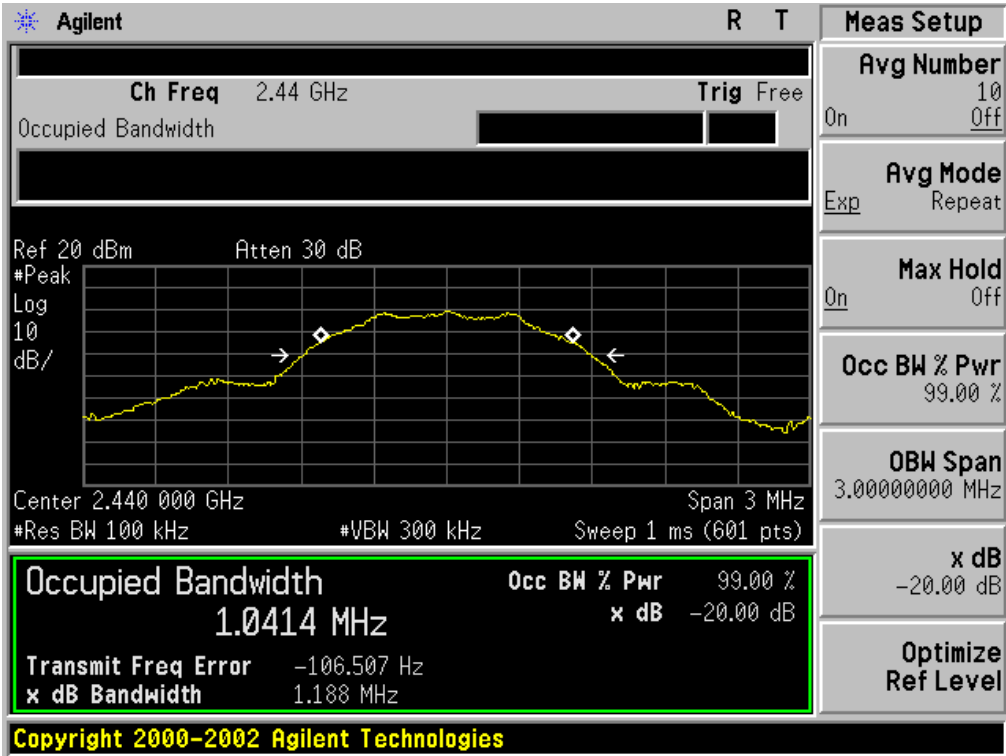 Agilent R T
Ch Freq 2.44 GHz Trig Free
Occupied Bandwidth
Ref 20 dBm Atten 30 dB
#Peak
Log
10
dB/
Center 2.440 000 GHz Span 3 MHz
#Res BW 100 kHz #VBW 300 kHz Sweep 1 ms (601 pts)
Occupied Bandwidth Occ BW % Pwr 99.00 %
1.0414 MHz x dB -20.00 dB
Transmit Freq Error -106.507 Hz
x dB Bandwidth 1.188 MHz
Copyright 2000-2002 Agilent Technologies
Meas Setup
Avg Number
10
On Off
Avg Mode
Exp Repeat
Max Hold
On Off
Occ BW % Pwr
99.00 %
OBW Span
3.00000000 MHz
x dB
-20.00 dB
Optimize
Ref Level